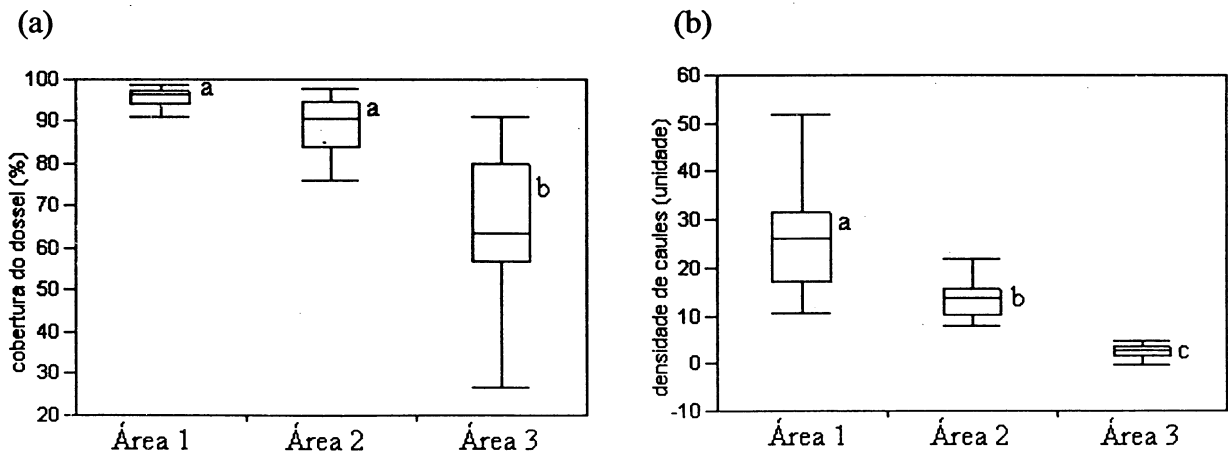 (a)
cobertura do dossel (%)
100
90
80
70
60
50
40
30
20
a
a
b
Área 1
Área 2
Área 3
(b)
densidade de caules (unidade)
60
50
40
30
20
10
0
-10
a
b
c
Área 1
Área 2
Área 3